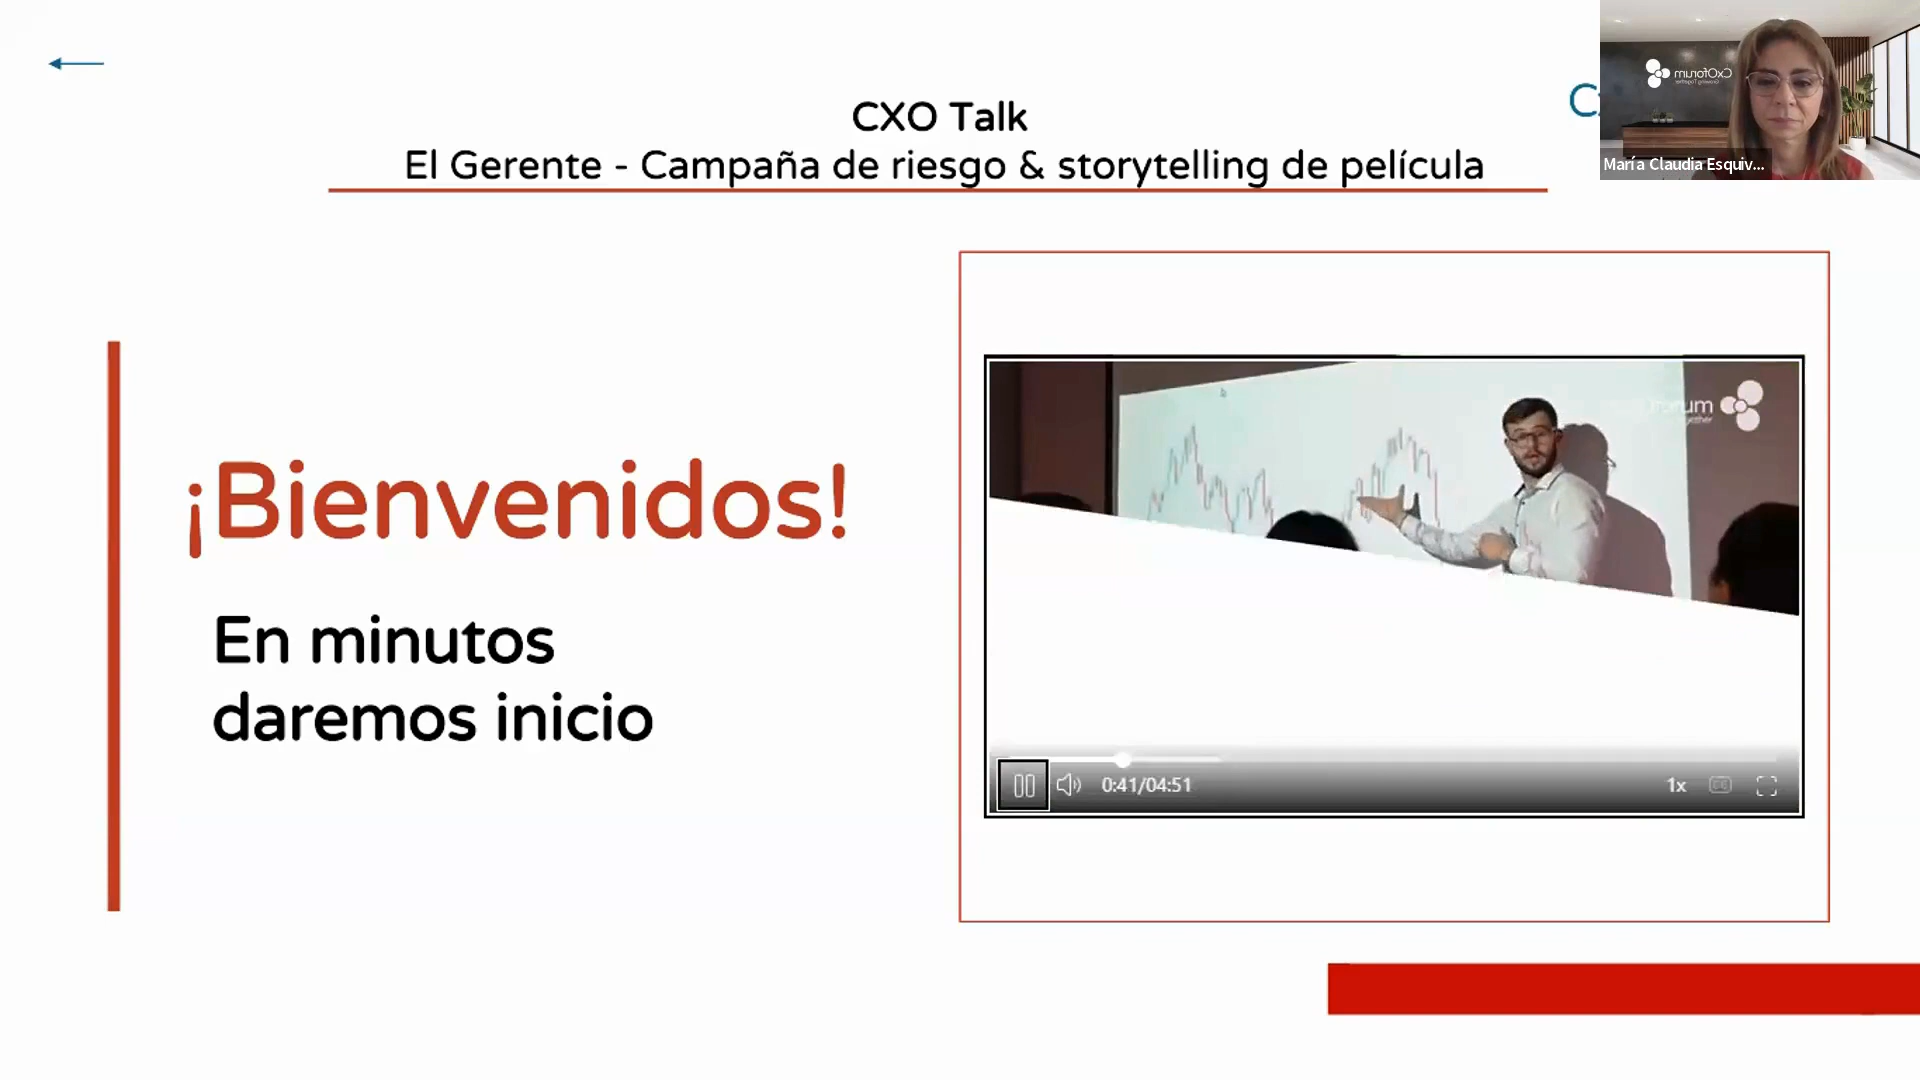 CXO Talk
El Gerente - Campaña de riesgo & storytelling de película
María Claudia Esquiv...
¡Bienvenidos!
En minutos
daremos inicio
0:41/04:51
1x
CC